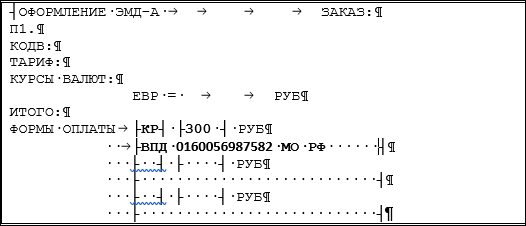 ┤ОФОРМЛЕНИЕ·ЭМД-А·→ → → → ЗАКАЗ:¶
П1.¶
КОДВ:¶
ТАРИФ:¶
КУРСЫ·ВАЛЮТ:¶
ЕВР·=· → → РУБ¶
ИТОГО:¶
ФОРМЫ·ОПЛАТЫ→├КР┤·├300·┤·РУБ¶
··→├ВПД·0160056987582·МО·РФ······╢¶
···├··┤·├····┤·РУБ¶
···├·························┤¶
···├··┤·├····┤·РУБ¶
···├·························┤¶